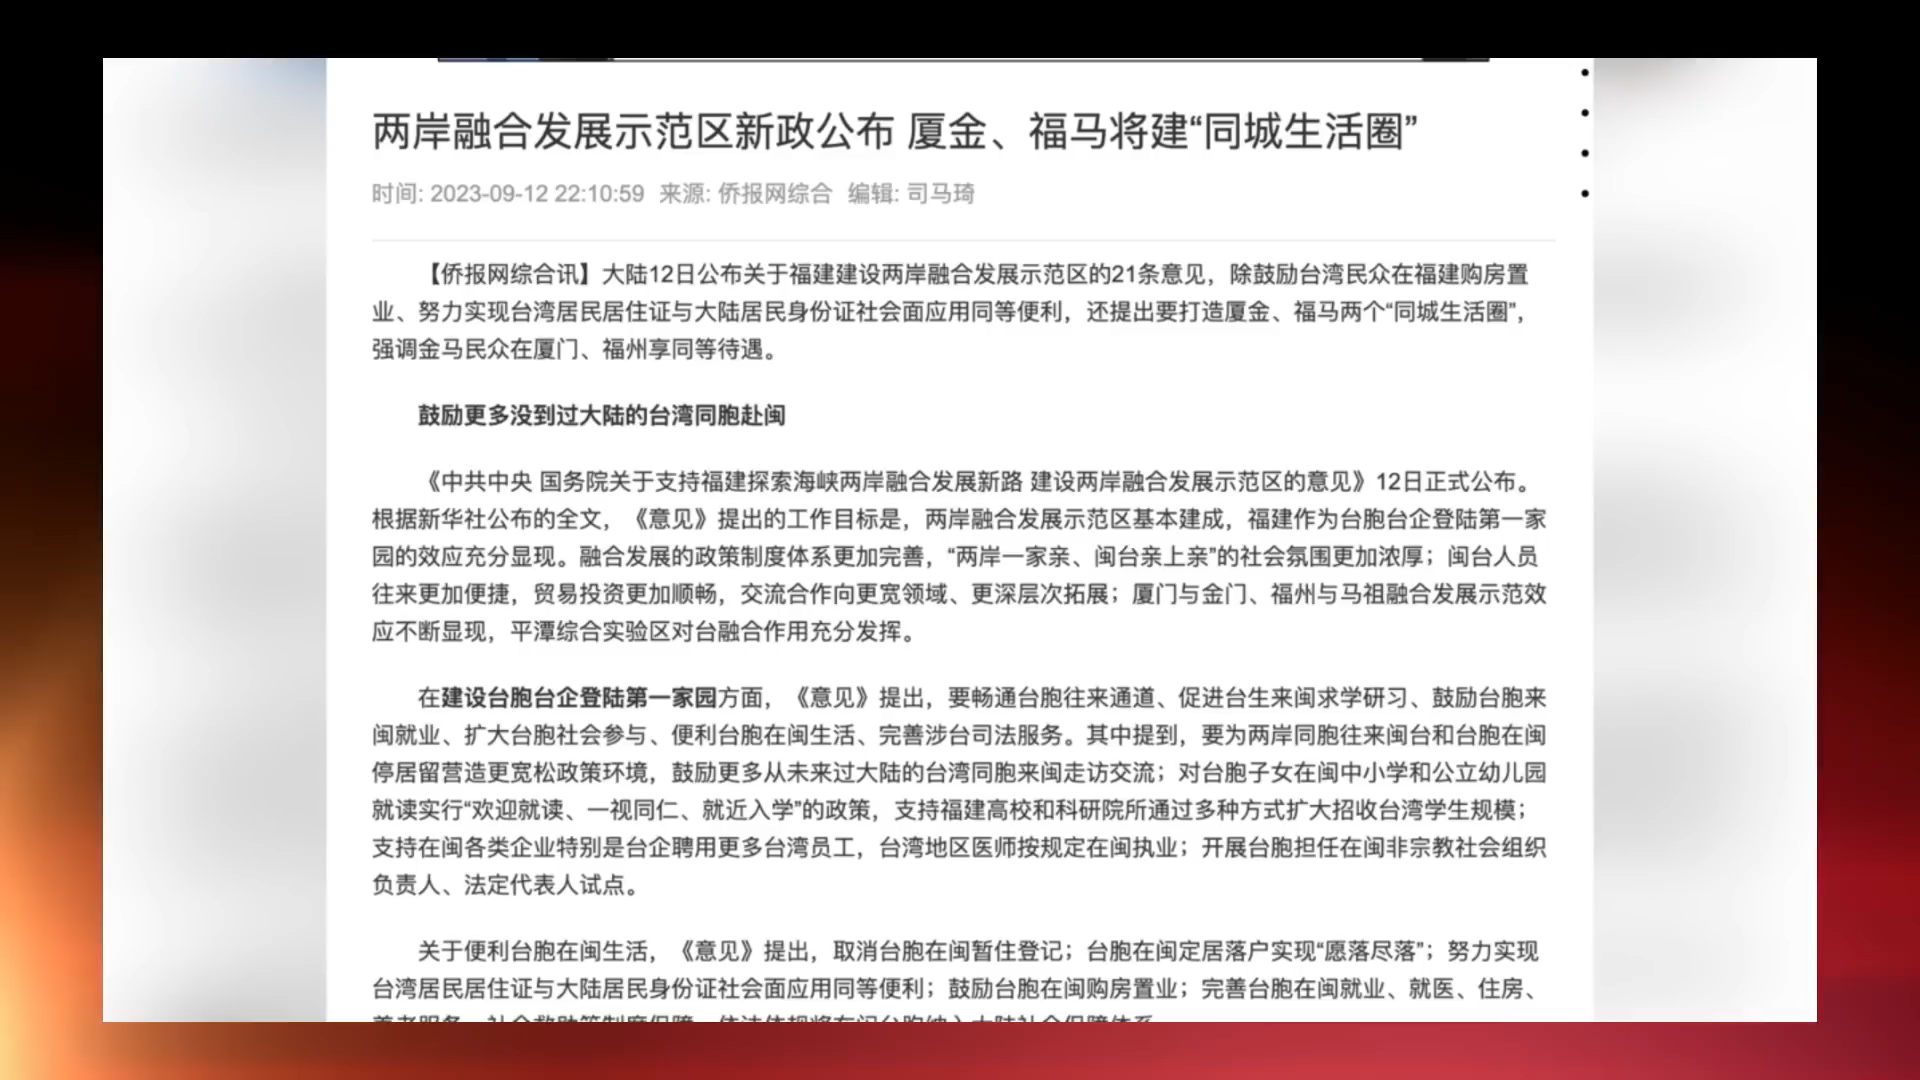 两岸融合发展示范区新政公布 厦金、福马将建“同城生活圈”
时间: 2023-09-12 22:10:59 来源: 侨报网综合 编辑: 司马琦
【侨报网综合讯】大陆12日公布关于福建建设两岸融合发展示范区的21条意见，除鼓励台湾民众在福建购房置
业、努力实现台湾居民居住证与大陆居民身份证社会面应用同等便利，还提出要打造厦金、福马两个“同城生活圈”，
强调金马民众在厦门、福州享同等待遇。
鼓励更多没到过大陆的台湾同胞赴闽
《中共中央 国务院关于支持福建探索海峡两岸融合发展新路 建设两岸融合发展示范区的意见》12日正式公布。
根据新华社公布的全文，《意见》提出的工作目标是，两岸融合发展示范区基本建成，福建作为台胞台企登陆第一家
园的效应充分显现。融合发展的政策制度体系更加完善，“两岸一家亲、闽台亲上亲”的社会氛围更加浓厚；闽台人员
往来更加便捷，贸易投资更加顺畅，交流合作向更宽领域、更深层次拓展；厦门与金门、福州与马祖融合发展示范效
应不断显现，平潭综合实验区对台融合作用充分发挥。
在建设台胞台企登陆第一家园方面，《意见》提出，要畅通台胞往来通道、促进台生来闽求学研习、鼓励台胞来
闽就业、扩大台胞社会参与、便利台胞在闽生活、完善涉台司法服务。其中提到，要为两岸同胞往来闽台和台胞在闽
停居留营造更宽松政策环境，鼓励更多从未来过大陆的台湾同胞来闽走访交流；对台胞子女在闽中小学和公立幼儿园
就读实行“欢迎就读、一视同仁、就近入学”的政策，支持福建高校和科研院所通过多种方式扩大招收台湾学生规模；
支持在闽各类企业特别是台企聘用更多台湾员工，台湾地区医师按规定在闽执业；开展台胞担任在闽非宗教社会组织
负责人、法定代表人试点。
关于便利台胞在闽生活，《意见》提出，取消台胞在闽暂住登记；台胞在闽定居落户实现“愿落尽落”；努力实现
台湾居民居住证与大陆居民身份证社会面应用同等便利；鼓励台胞在闽购房置业；完善台胞在闽就业、就医、住房、
养老服务、社会救助等制度保障，依法依规将在闽台胞纳入大陆社会保障体系